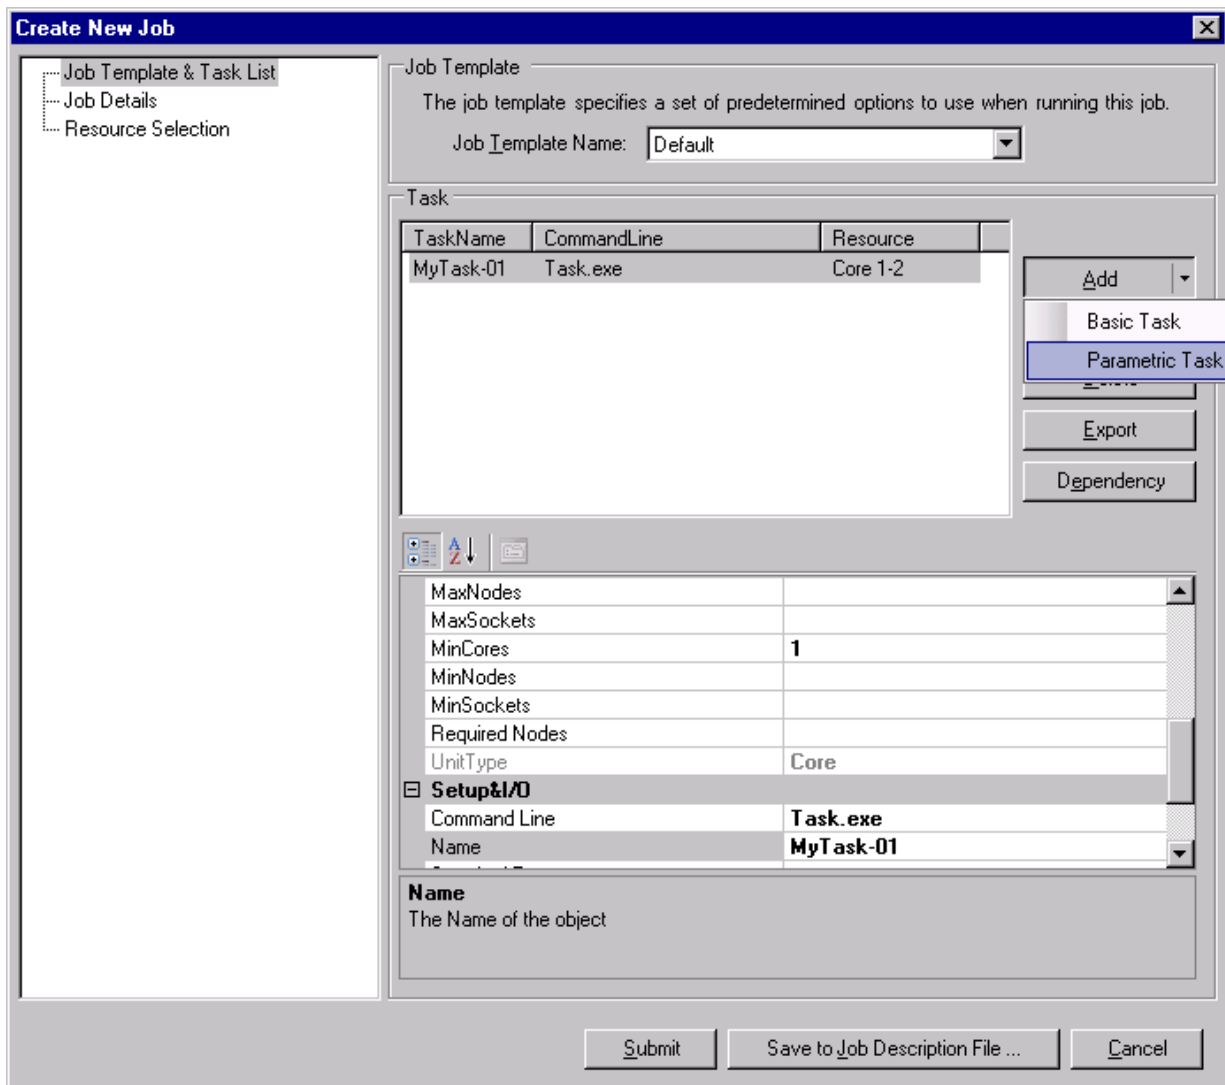 Create New Job
Job Template & Task List
Job Details
Resource Selection
Job Template
The job template specifies a set of predetermined options to use when running this job.
Job Template Name: Default
Task
TaskName CommandLine Resource
MyTask-01 Task.exe Core 1-2
Add
Basic Task
Parametric Task
Export
Dependency
MaxNodes
MaxSockets
MinCores 1
MinNodes
MinSockets
Required Nodes
UnitType Core
Setup&I/O
Command Line Task.exe
Name MyTask-01
Name
The Name of the object
Submit
Save to Job Description File ...
Cancel